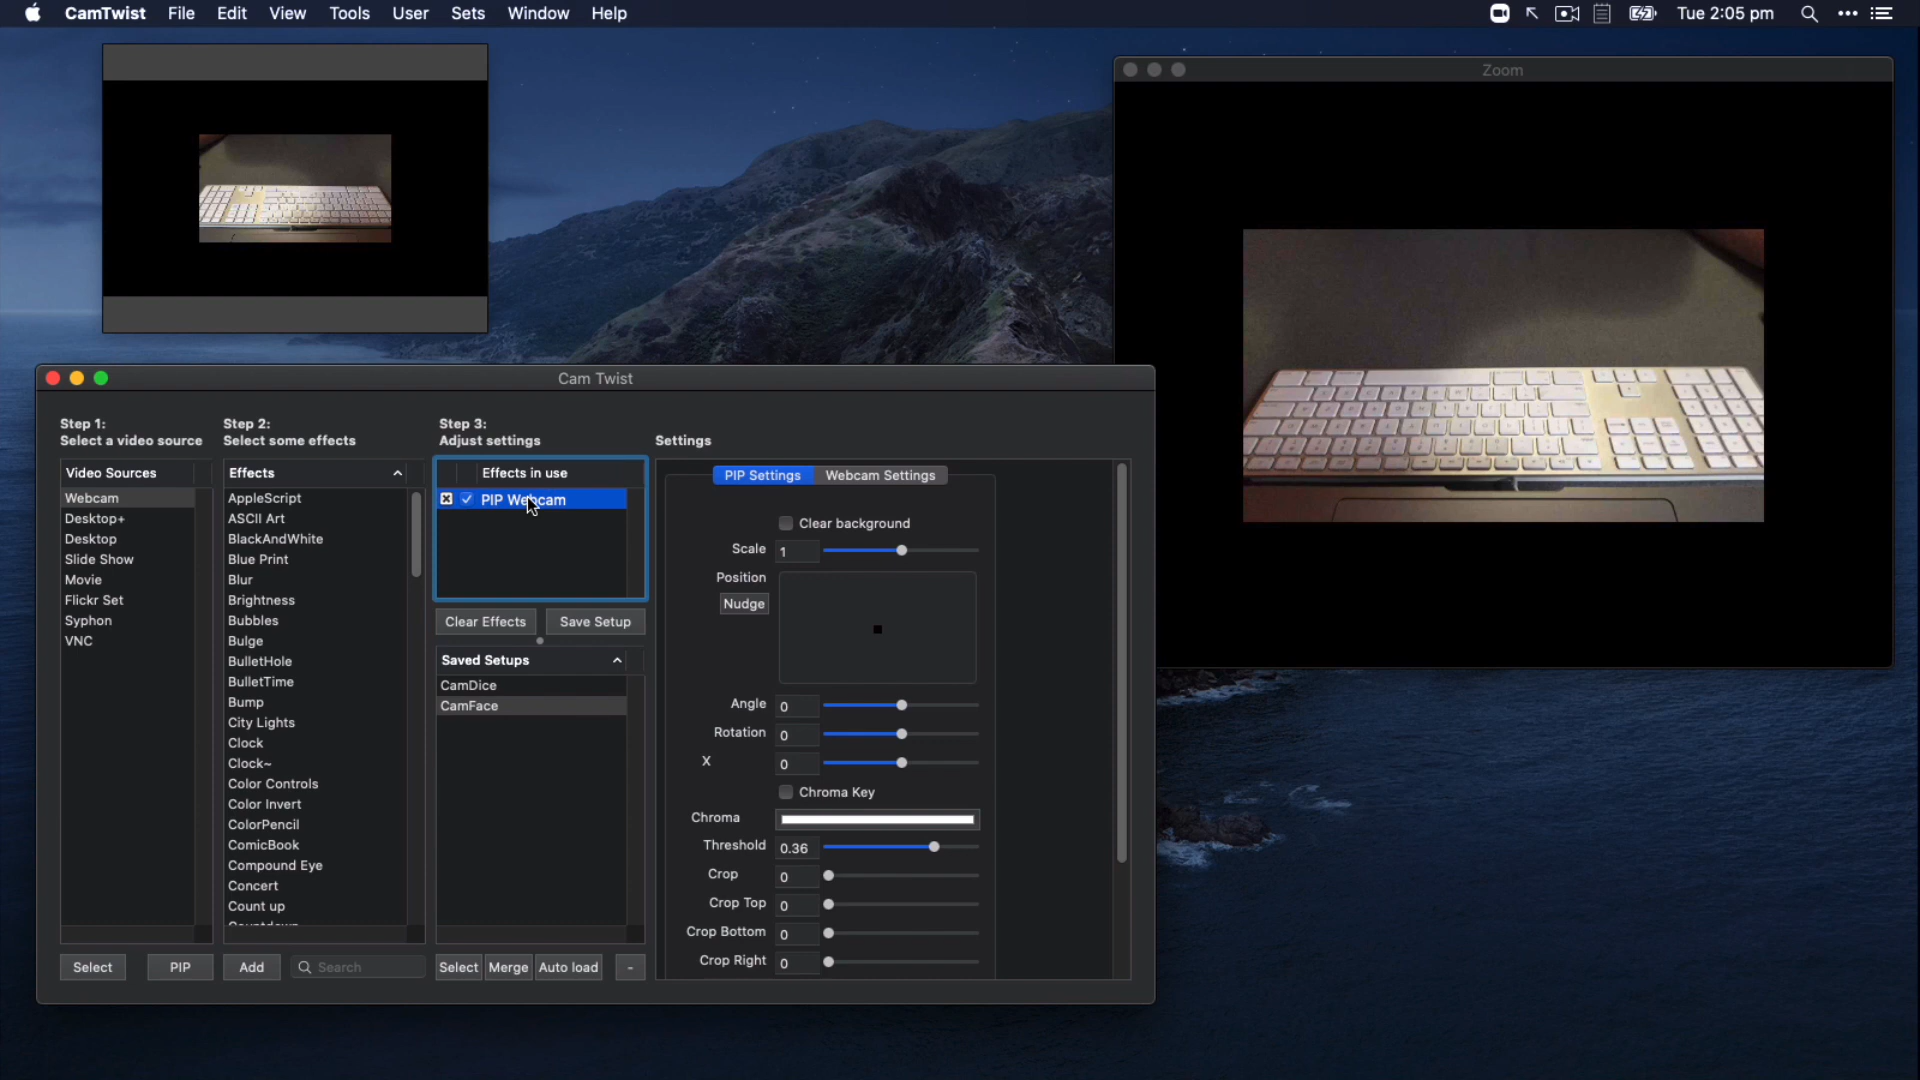 CamTwist File Edit View Tools User Sets Window Help Tue 2:05 pm
Zoom
Cam Twist
Step 1:
Select a video source
Step 2:
Select some effects
Step 3:
Adjust settings
Settings
Video Sources
Webcam
Desktop+
Desktop
Slide Show
Movie
Flickr Set
Syphon
VNC
Select PIP
Effects
AppleScript
ASCII Art
BlackAndWhite
Blue Print
Blur
Brightness
Bubbles
Bulge
BulletHole
BulletTime
Bump
City Lights
Clock
Clock~
Color Controls
Color Invert
ColorPencil
ComicBook
Compound Eye
Concert
Count up
Add Search
Effects in use
PIP Webcam
Clear Effects Save Setup
Saved Setups
CamDice
CamFace
Select Merge Auto load -
PIP Settings Webcam Settings
Clear background
Scale 1
Position
Nudge
Angle 0
Rotation 0
X 0
Chroma Key
Chroma
Threshold 0.36
Crop 0
Crop Top 0
Crop Bottom 0
Crop Right 0